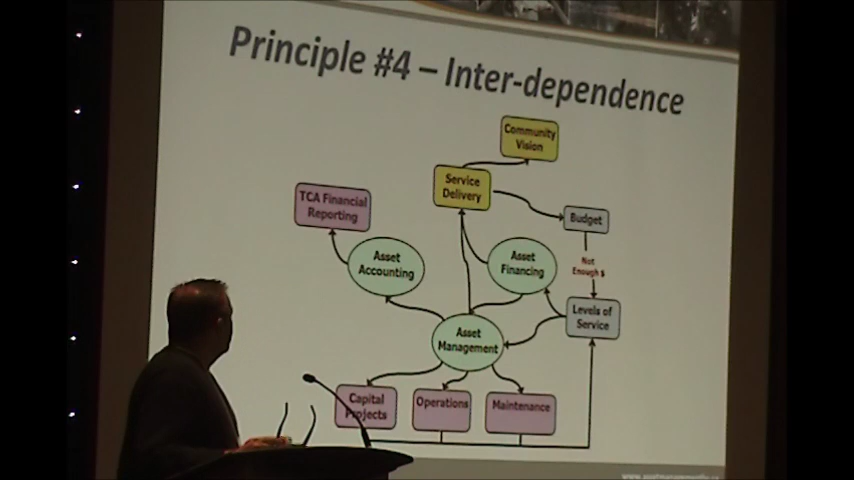 Principle #4 – Inter-dependence
Community
Vision
Service
Delivery
TCA Financial
Reporting
Budget
Asset
Accounting
Asset
Financing
Not
Enough $
Levels of
Service
Asset
Management
Capital
Projects
Operations
Maintenance